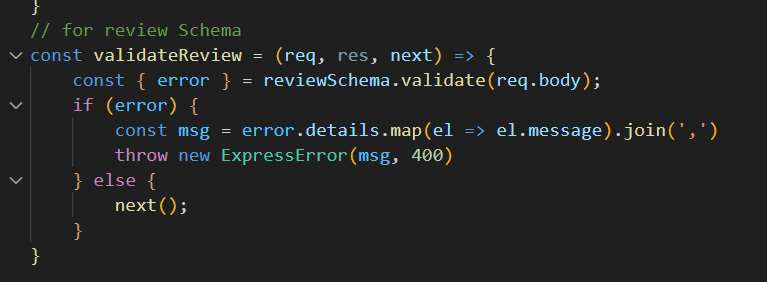 }
// for review Schema
const validateReview = (req, res, next) => {
    const { error } = reviewSchema.validate(req.body);
    if (error) {
        const msg = error.details.map(el => el.message).join(',')
        throw new ExpressError(msg, 400)
    } else {
        next();
    }
}